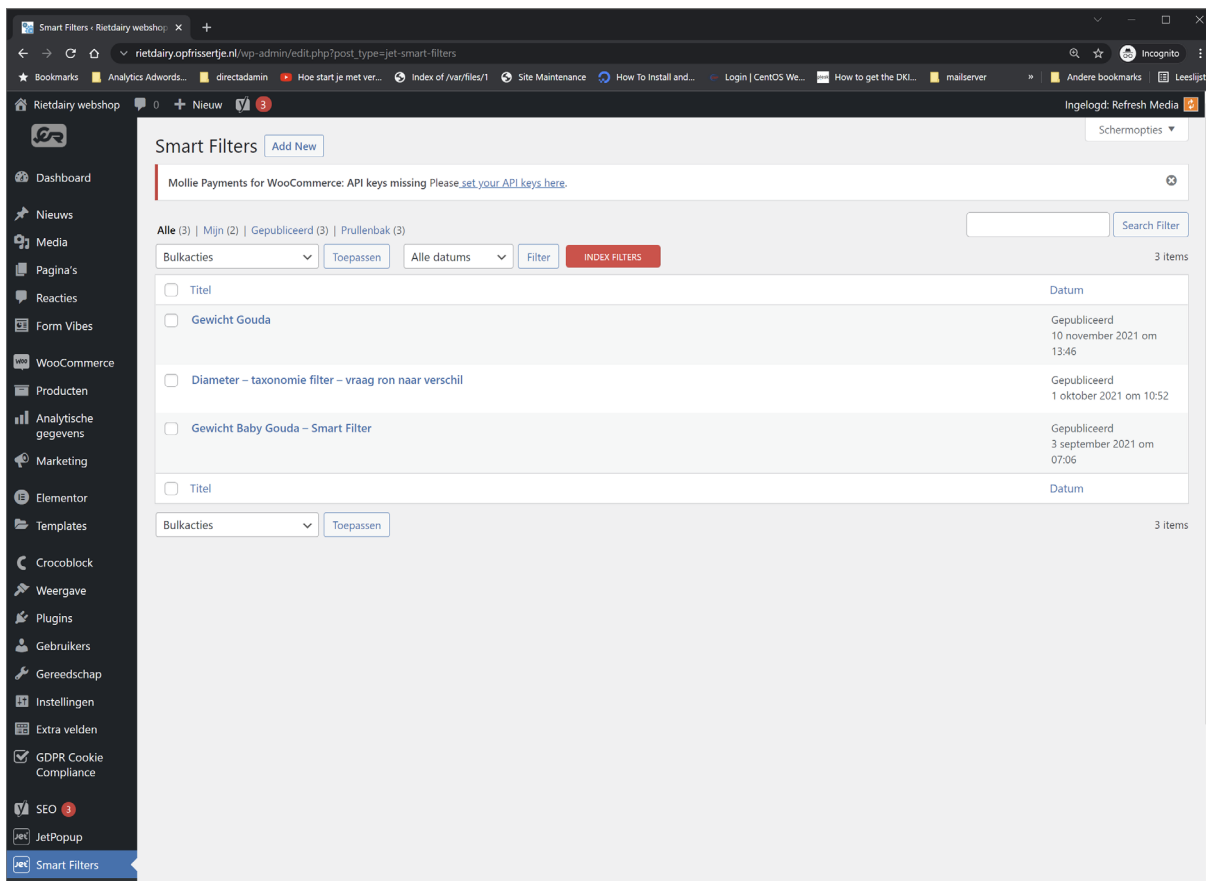 Smart Filters ‹ Rietdairy webshop
rietdairy.opfrissertje.nl/wp-admin/edit.php?post_type=jet-smart-filters
Incognito
Bookmarks
Analytics Adwords...
directadamin
Hoe start je met ver...
Index of /var/files/1
Site Maintenance
How To Install and...
Login | CentOS We...
How to get the DKI...
mailserver
»
Andere bookmarks
Leeslijst
Rietdairy webshop
0
Nieuw
3
Ingelogd: Refresh Media
Schermopties
Smart Filters
Add New
Mollie Payments for WooCommerce: API keys missing Please set your API keys here.
Dashboard
Nieuws
Media
Pagina's
Reacties
Form Vibes
WooCommerce
Producten
Analytische
gegevens
Marketing
Elementor
Templates
Crocoblock
Weergave
Plugins
Gebruikers
Gereedschap
Instellingen
Extra velden
GDPR Cookie
Compliance
SEO 3
JetPopup
Smart Filters
Alle (3) | Mijn (2) | Gepubliceerd (3) | Prullenbak (3)
Search Filter
Bulkacties
Toepassen
Alle datums
Filter
INDEX FILTERS
3 items
Titel
Datum
Gewicht Gouda
Gepubliceerd
10 november 2021 om
13:46
Diameter – taxonomie filter – vraag ron naar verschil
Gepubliceerd
1 oktober 2021 om 10:52
Gewicht Baby Gouda – Smart Filter
Gepubliceerd
3 september 2021 om
07:06
Titel
Datum
Bulkacties
Toepassen
3 items